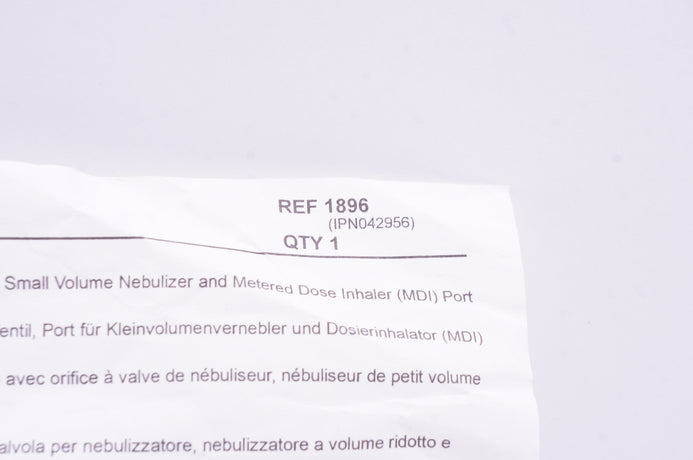 REF 1896
(IPN042956)
QTY 1
Small Volume Nebulizer and Metered Dose Inhaler (MDI) Port
entil, Port für Kleinvolumenvernebler und Dosierinhalator (MDI)
avec orifice à valve de nébuliseur, nébuliseur de petit volume
alvola per nebulizzatore, nebulizzatore a volume ridotto e